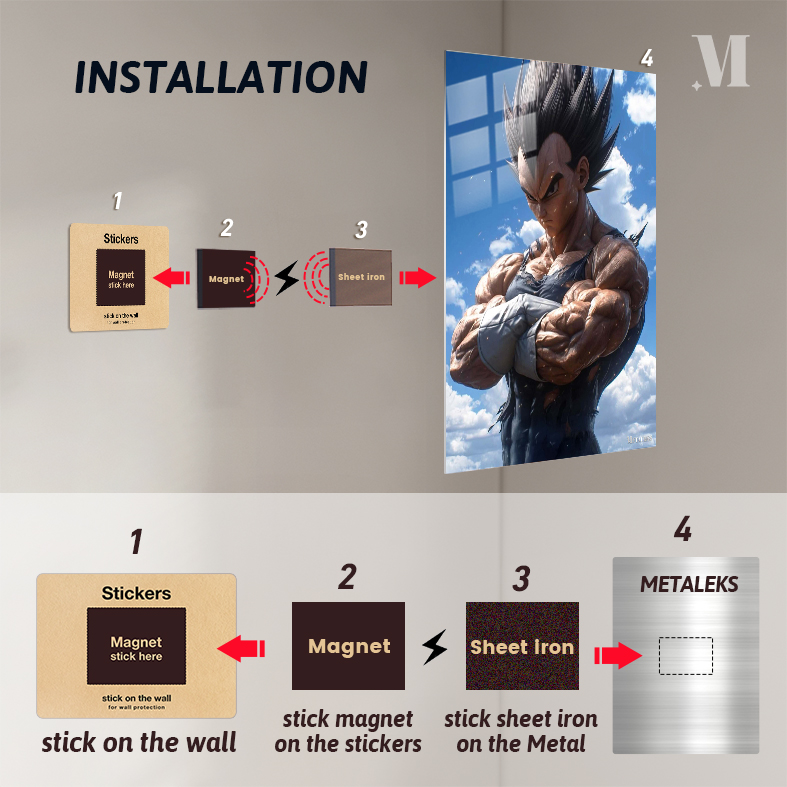 INSTALLATION
M
4
1
Stickers
Magnet
stick here
stick on the wall
for wall protection
2
Magnet
3
Sheet iron
1
Stickers
Magnet
stick here
stick on the wall
for wall protection
stick on the wall
2
Magnet
stick magnet
on the stickers
3
Sheet iron
stick sheet iron
on the Metal
4
METALEKS